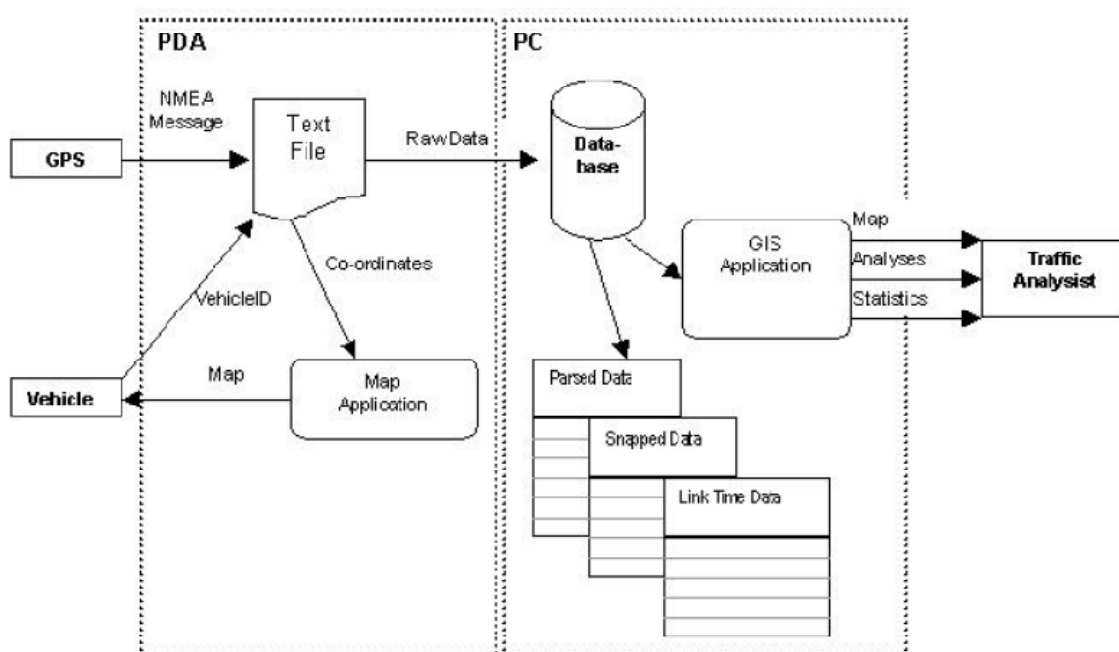 PDA
PC
NMEA
Message
GPS
Text
File
RawData
Data-
base
GIS
Application
Map
Analyses
Statistics
Traffic
Analysist
Co-ordinates
VehicleID
Map
Vehicle
Map
Application
Parsed Data
Snapped Data
Link Time Data